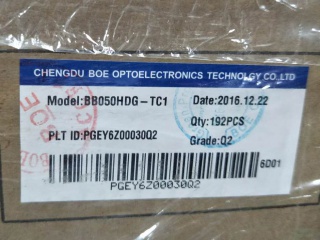 CHENGDU BOE OPTOELECTRONICS TECHNOLGY CO.,LTD
Model:BB050HDG-TC1 Date:2016.12.22
Qty:192PCS
PLT ID:PGEY6Z00030Q2 Grade:Q2
6D01
PGEY6Z00030Q2